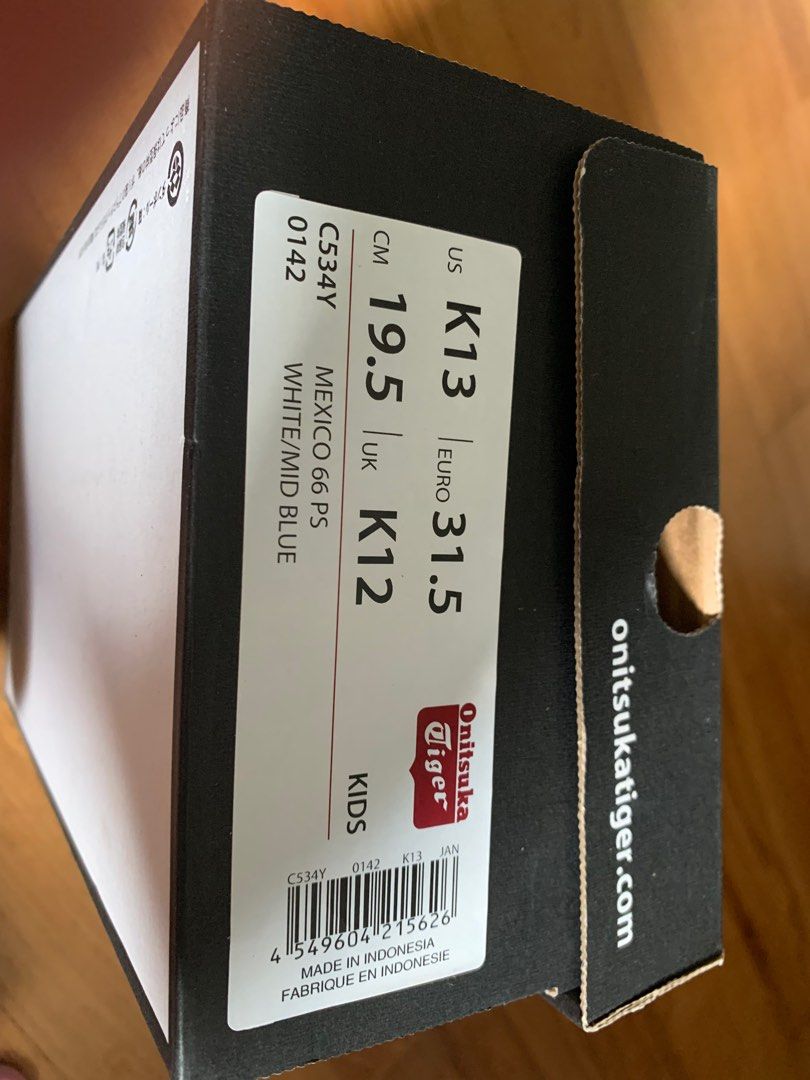 onitsukatiger.com
US K13 | EURO 31.5
CM 19.5 | UK K12
Onitsuka
Tiger
KIDS
C534Y MEXICO 66 PS
0142 WHITE/MID BLUE
C534Y 0142 K13 JAN
4 549604 215626
MADE IN INDONESIA
FABRIQUE EN INDONESIE